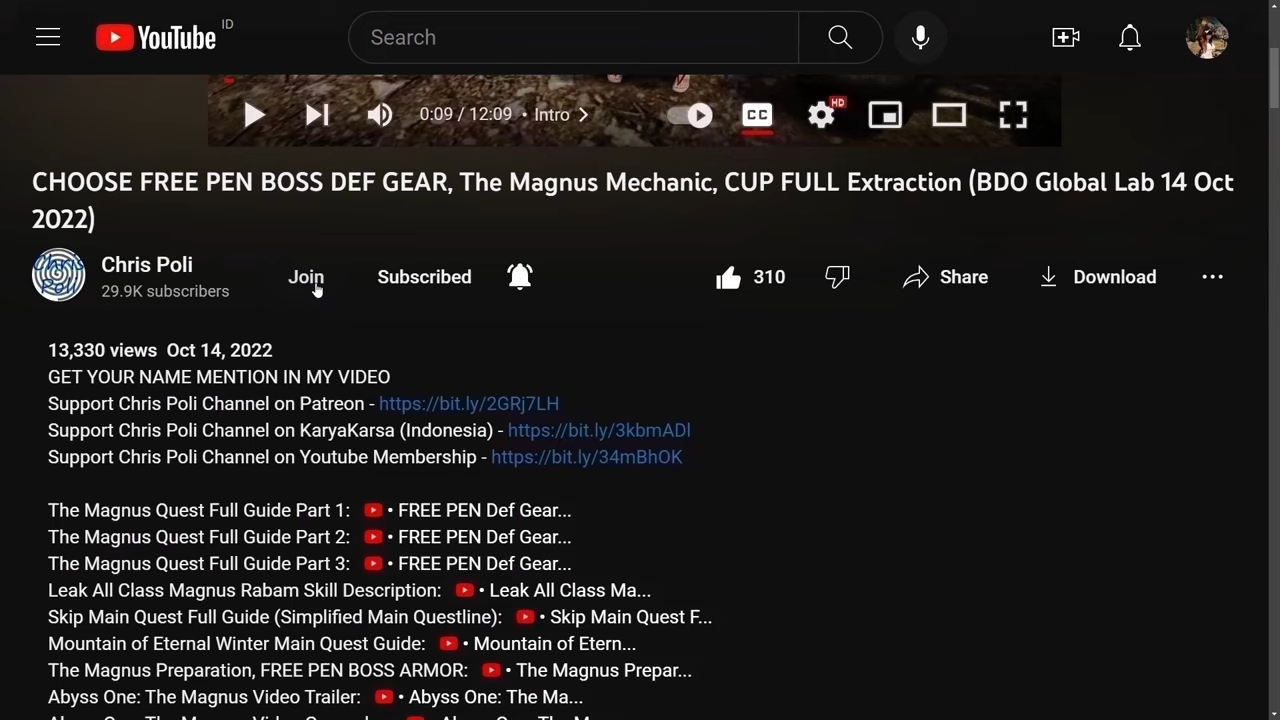 YouTube ID
Search
0:09 / 12:09 • Intro
CC
HD
CHOOSE FREE PEN BOSS DEF GEAR, The Magnus Mechanic, CUP FULL Extraction (BDO Global Lab 14 Oct
2022)
Chris Poli
Chris Poli
29.9K subscribers
Join
Subscribed
310
Share
Download
13,330 views Oct 14, 2022
GET YOUR NAME MENTION IN MY VIDEO
Support Chris Poli Channel on Patreon - https://bit.ly/2GRj7LH
Support Chris Poli Channel on KaryaKarsa (Indonesia) - https://bit.ly/3kbmADl
Support Chris Poli Channel on Youtube Membership - https://bit.ly/34mBhOK
The Magnus Quest Full Guide Part 1: • FREE PEN Def Gear...
The Magnus Quest Full Guide Part 2: • FREE PEN Def Gear...
The Magnus Quest Full Guide Part 3: • FREE PEN Def Gear...
Leak All Class Magnus Rabam Skill Description: • Leak All Class Ma...
Skip Main Quest Full Guide (Simplified Main Questline): • Skip Main Quest F...
Mountain of Eternal Winter Main Quest Guide: • Mountain of Etern...
The Magnus Preparation, FREE PEN BOSS ARMOR: • The Magnus Prepar...
Abyss One: The Magnus Video Trailer: • Abyss One: The Ma...